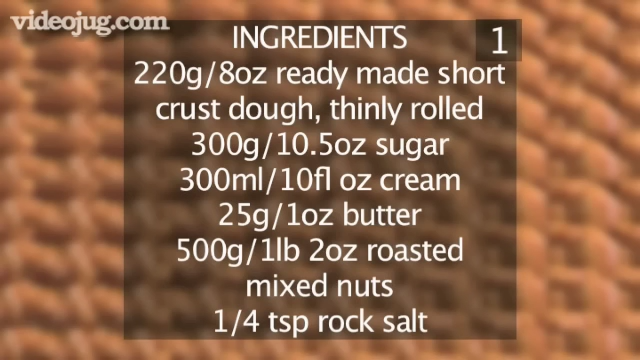 videojug.com
INGREDIENTS
1
220g/8oz ready made short
crust dough, thinly rolled
300g/10.5oz sugar
300ml/10fl oz cream
25g/1oz butter
500g/1lb 2oz roasted
mixed nuts
1/4 tsp rock salt